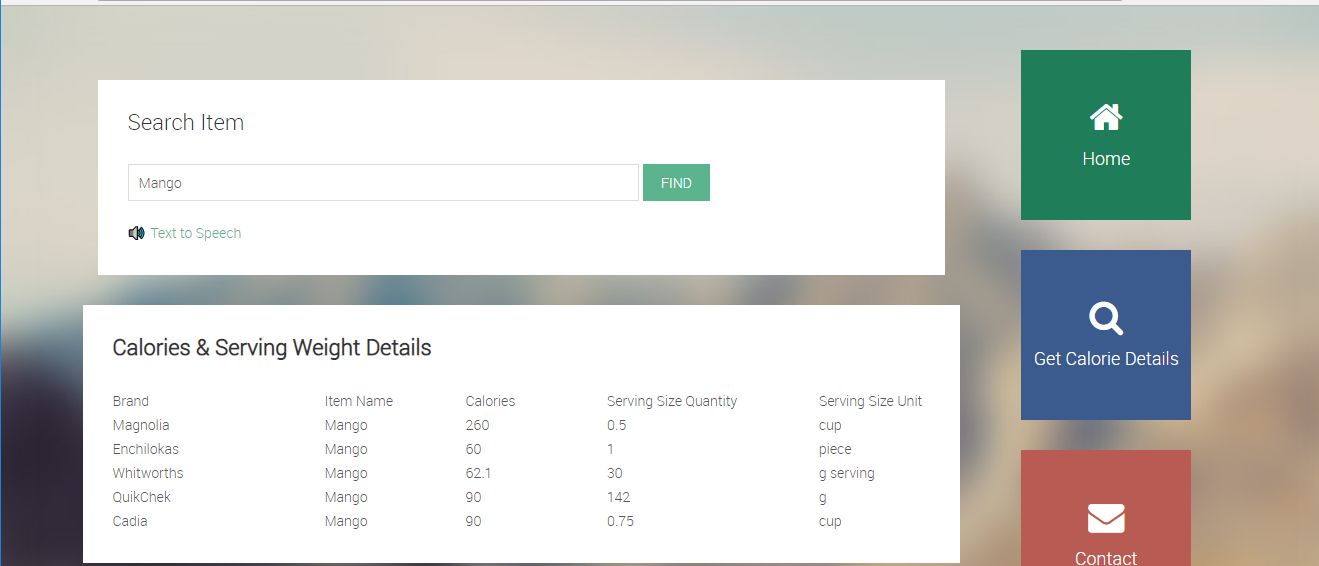 Search Item
Mango
FIND
Text to Speech
Calories & Serving Weight Details
Brand Item Name Calories Serving Size Quantity Serving Size Unit
Magnolia Mango 260 0.5 cup
Enchilokas Mango 60 1 piece
Whitworths Mango 62.1 30 g serving
QuikChek Mango 90 142 g
Cadia Mango 90 0.75 cup
Home
Get Calorie Details
Contact